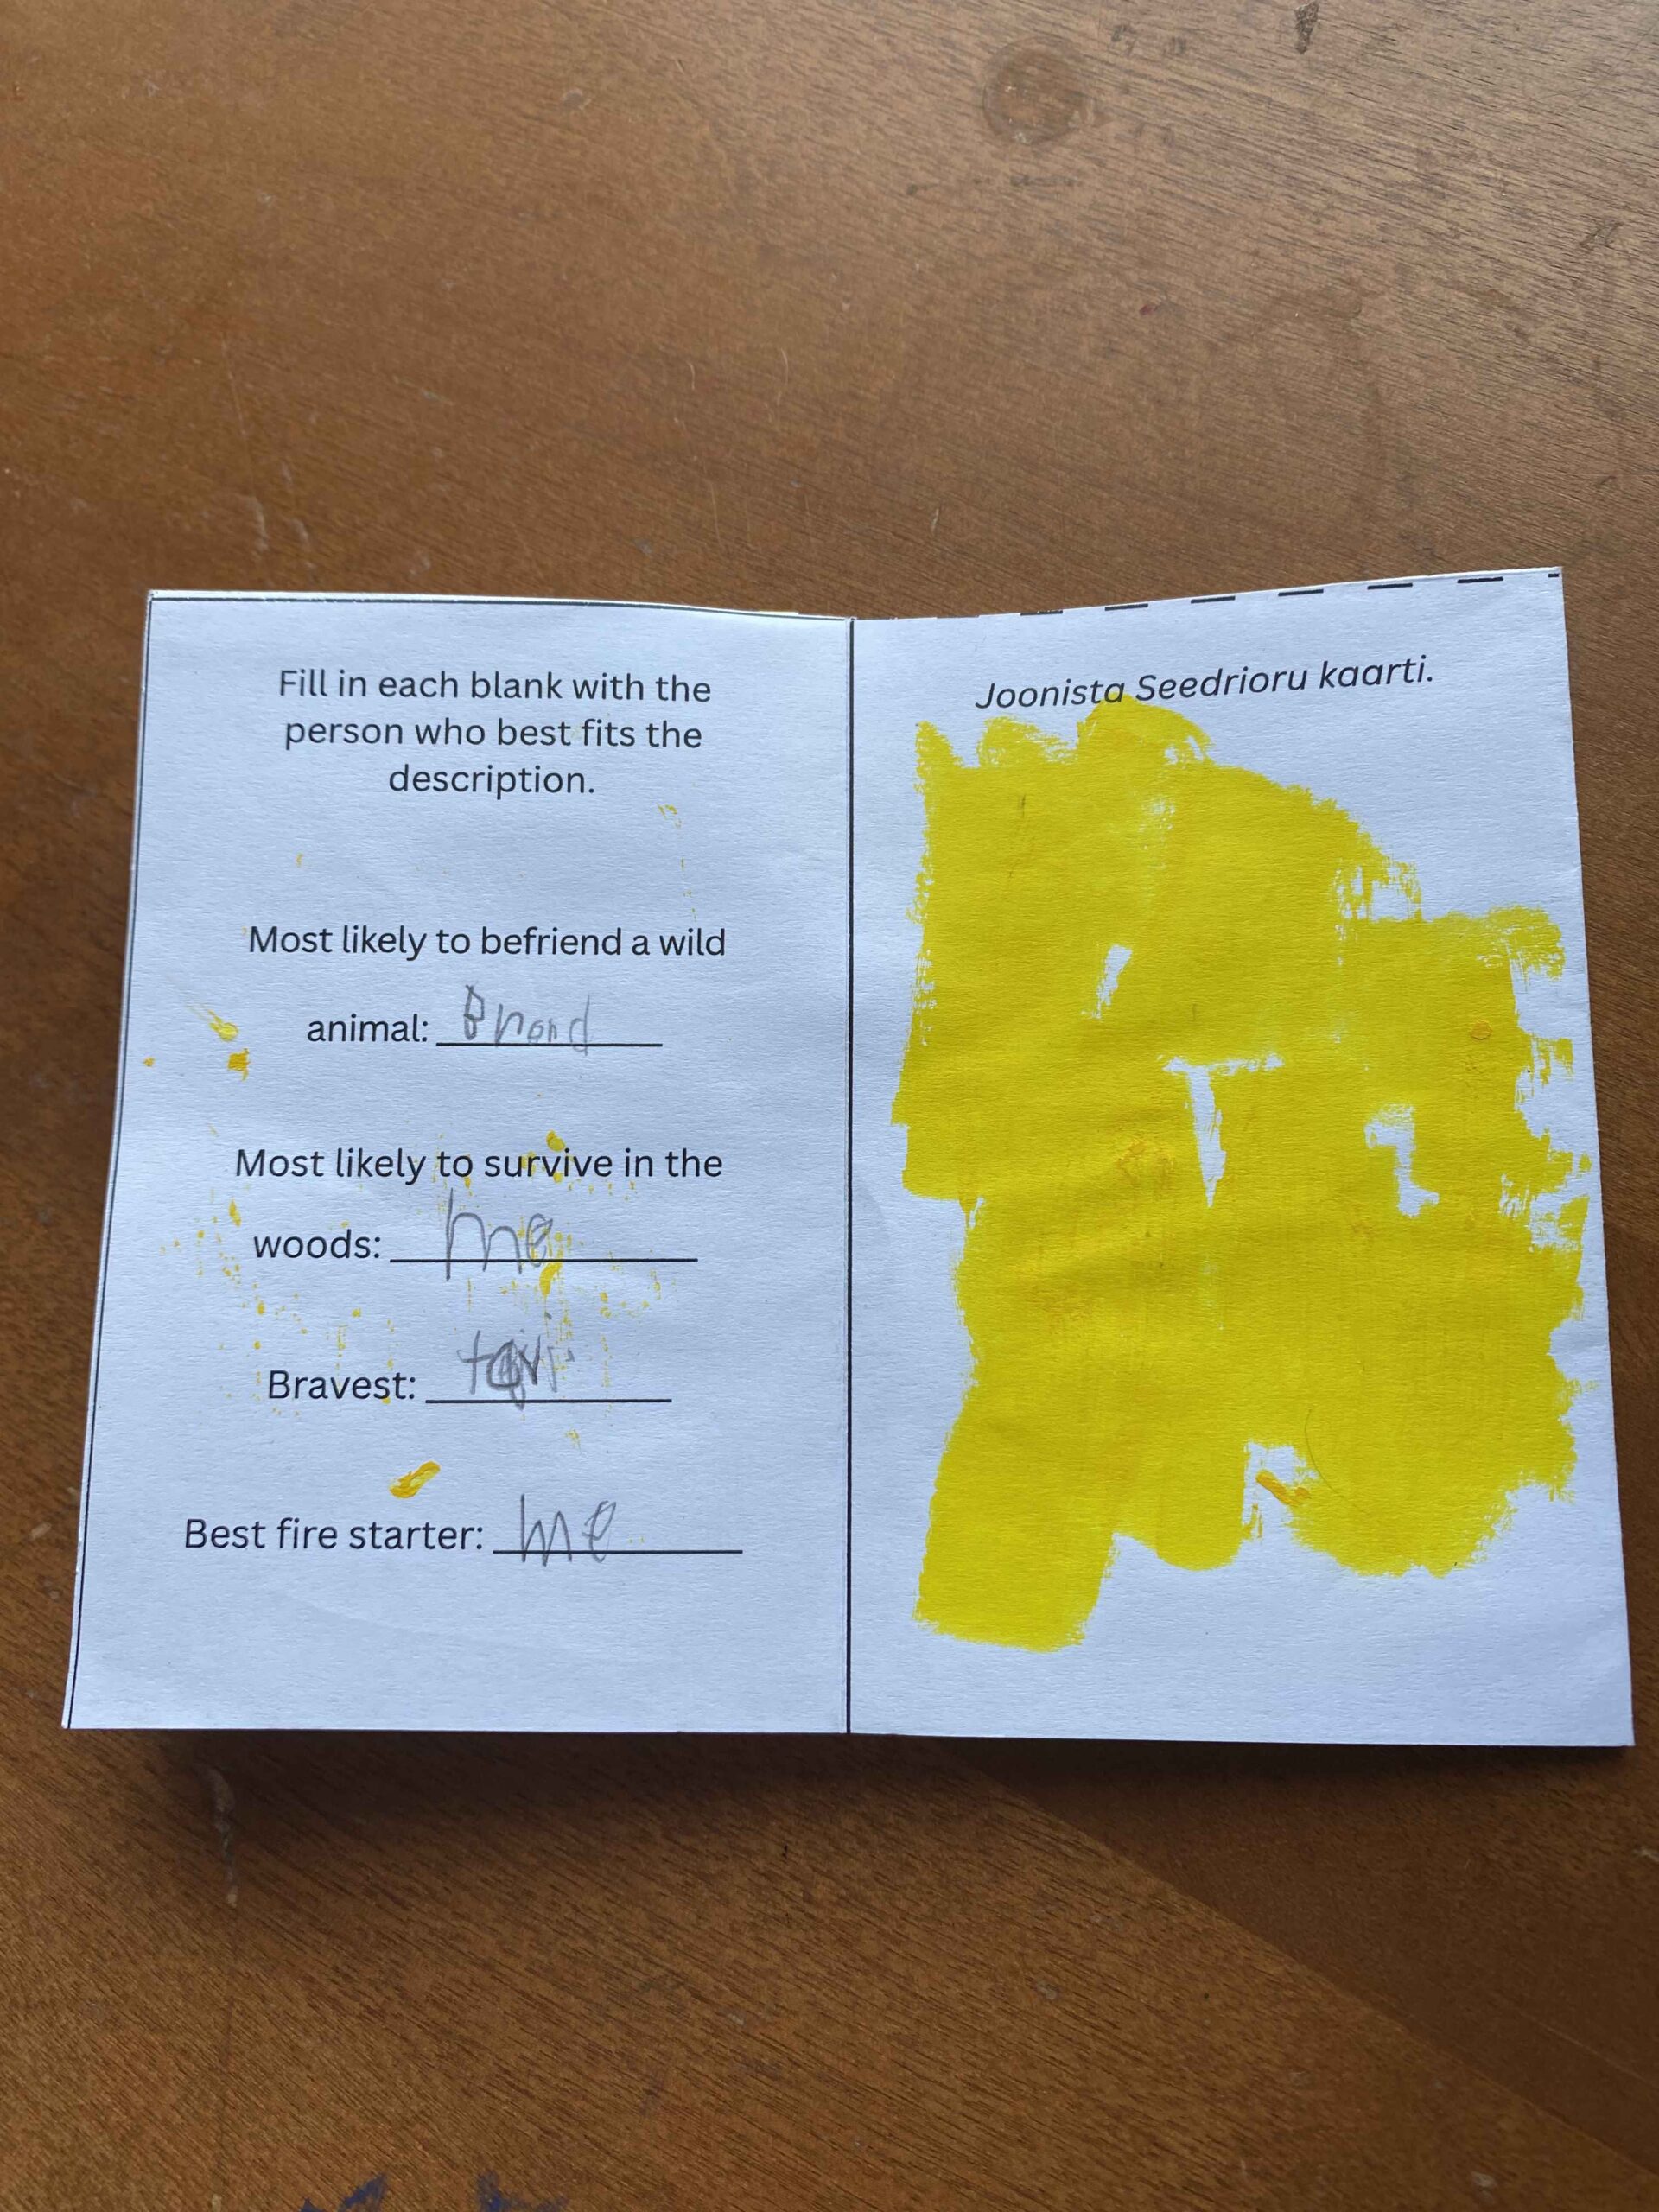 Fill in each blank with the
person who best fits the
description.
Most likely to befriend a wild
animal:
Most likely to survive in the
woods: me
Bravest:
Best fire starter: me
Joonista Seedrioru kaarti.